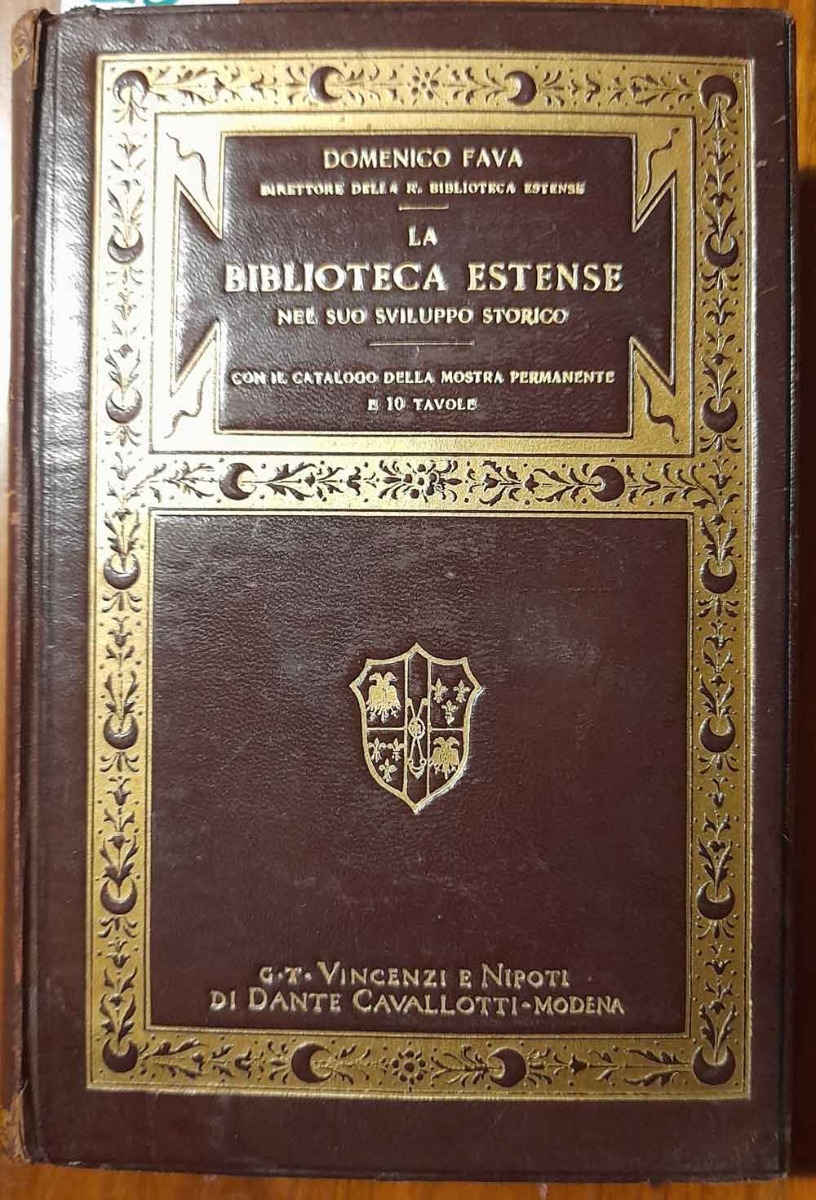 DOMENICO FAVA
DIRETTORE DELLA R. BIBLIOTECA ESTENSE
LA
BIBLIOTECA ESTENSE
NEL SUO SVILUPPO STORICO
CON IL CATALOGO DELLA MOSTRA PERMANENTE
E 10 TAVOLE
G·T· VINCENZI E NIPOTI
DI DANTE CAVALLOTTI-MODENA